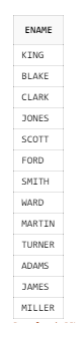 ENAME
KING
BLAKE
CLARK
JONES
SCOTT
FORD
SMITH
WARD
MARTIN
TURNER
ADAMS
JAMES
MILLER